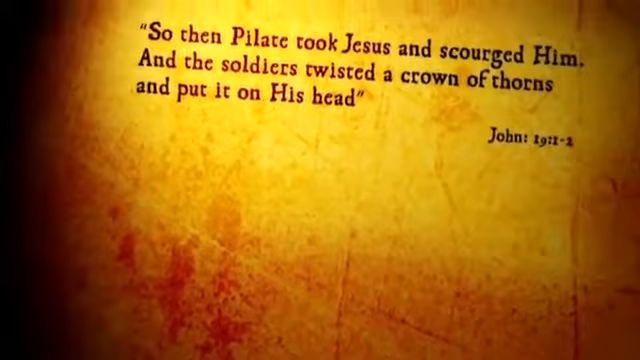 “So then Pilate took Jesus and scourged Him.
And the soldiers twisted a crown of thorns
and put it on His head”
John: 19:1-2